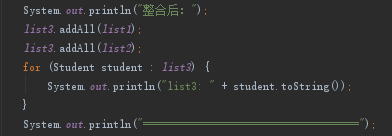 System.out.println("整合后：");
list3.addAll(list1);
list3.addAll(list2);
for (Student student : list3) {
System.out.println("list3: " + student.toString());
}
System.out.println("===================================");